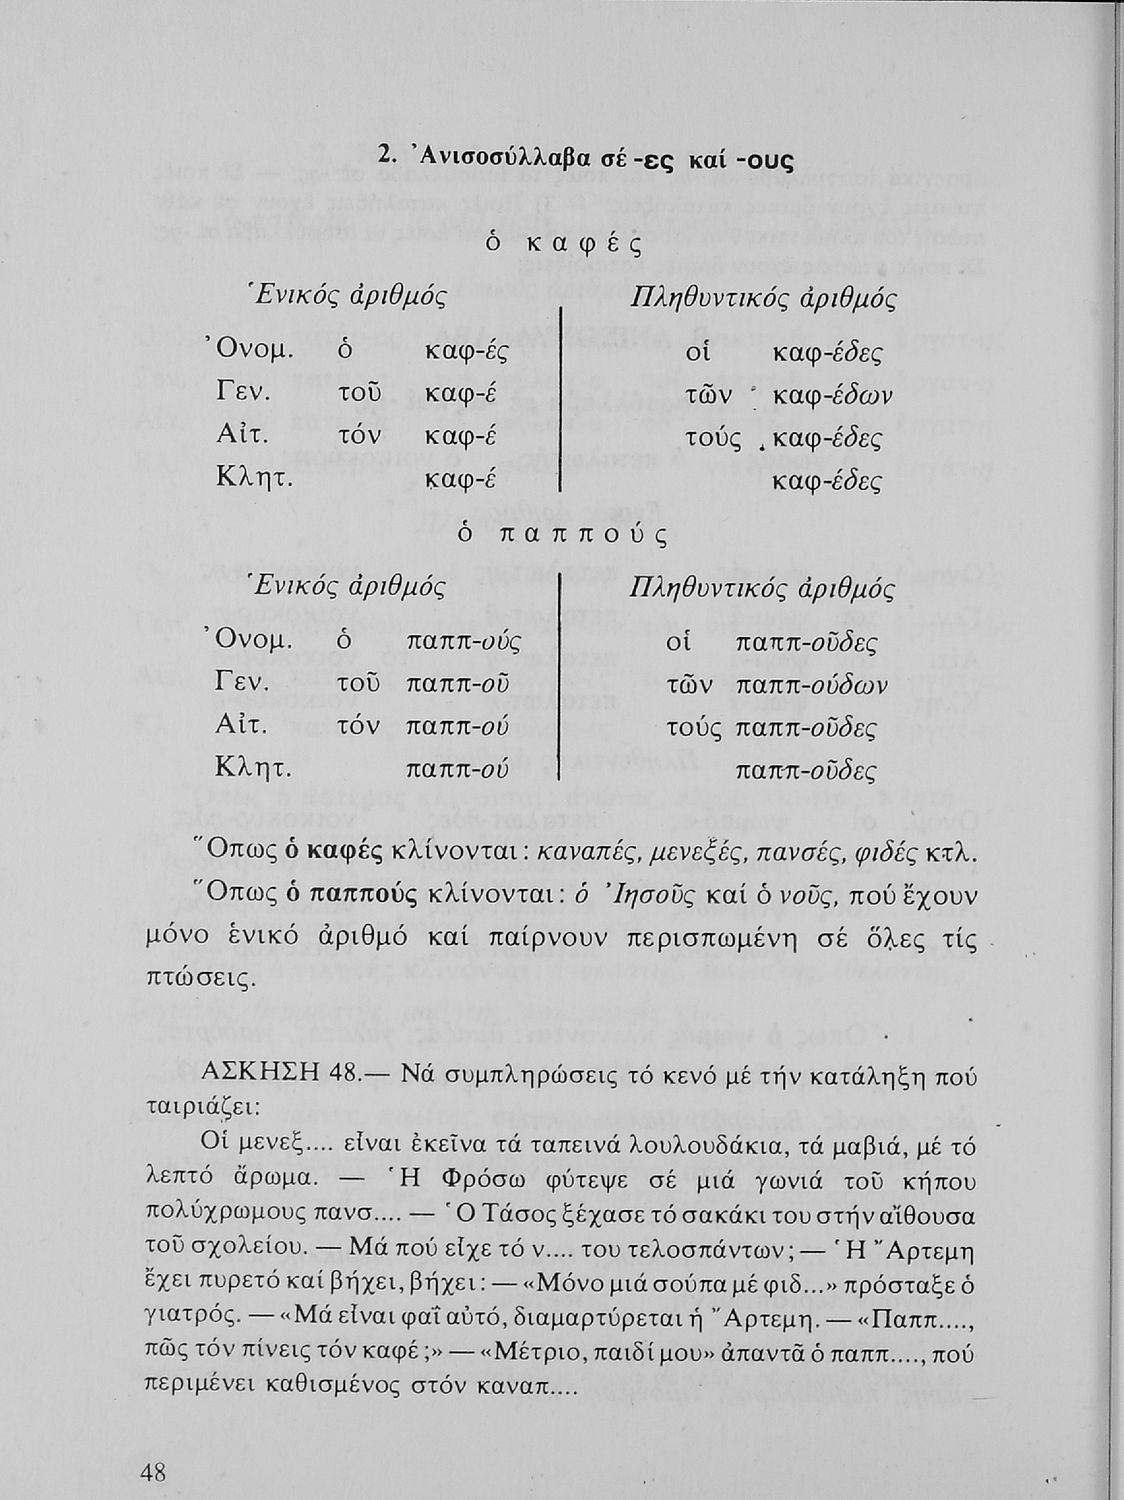 2. Ἀνισοσύλλαβα σέ -ες καί -ους
ὁ καφές
Ἑνικός ἀριθμός Πληθυντικός ἀριθμός
Ὀνομ. ὁ καφ-ές οἱ καφ-έδες
Γεν. τοῦ καφ-έ τῶν καφ-έδων
Αἰτ. τόν καφ-έ τούς καφ-έδες
Κλητ. καφ-έ καφ-έδες
ὁ παππούς
Ἑνικός ἀριθμός Πληθυντικός ἀριθμός
Ὀνομ. ὁ παππ-ούς οἱ παππ-οῦδες
Γεν. τοῦ παππ-οῦ τῶν παππ-ούδων
Αἰτ. τόν παππ-ού τούς παππ-οῦδες
Κλητ. παππ-ού παππ-οῦδες
Ὅπως ὁ καφές κλίνονται: καναπές, μενεξές, πανσές, φιδές κτλ.
Ὅπως ὁ παππούς κλίνονται: ὁ Ἰησοῦς καί ὁ νοῦς, πού ἔχουν
μόνο ἑνικό ἀριθμό καί παίρνουν περισπωμένη σέ ὅλες τίς
πτώσεις.
ΑΣΚΗΣΗ 48.— Νά συμπληρώσεις τό κενό μέ τήν κατάληξη πού
ταιριάζει:
Οἱ μενεξ.... εἶναι ἐκεῖνα τά ταπεινά λουλουδάκια, τά μαβιά, μέ τό
λεπτό ἄρωμα. — Ἡ Φρόσω φύτεψε σέ μιά γωνιά τοῦ κήπου
πολύχρωμους πανσ.... — Ὁ Τάσος ξέχασε τό σακάκι του στήν αἴθουσα
τοῦ σχολείου. — Μά πού εἶχε τό ν.... του τελοσπάντων; — Ἡ Ἄρτεμη
ἔχει πυρετό καί βήχει, βήχει: — «Μόνο μιά σούπα μέ φιδ...» πρόσταξε ὁ
γιατρός. — «Μά εἶναι φαΐ αὐτό, διαμαρτύρεται ἡ Ἄρτεμη. — «Παππ....,
πῶς τόν πίνεις τόν καφέ;» — «Μέτριο, παιδί μου» ἀπαντᾶ ὁ παππ...., πού
περιμένει καθισμένος στόν καναπ....
48